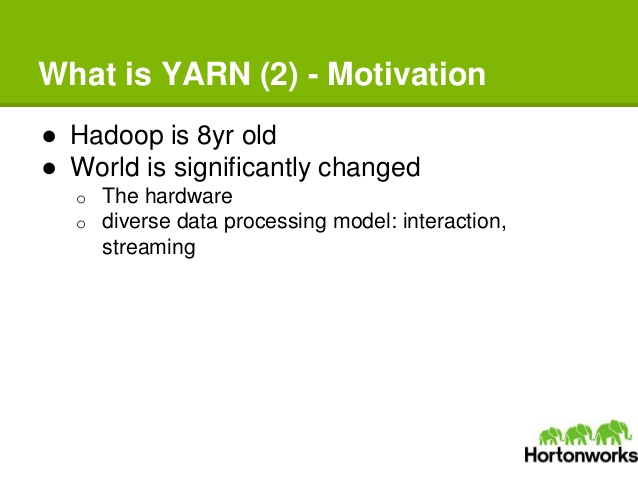 What is YARN (2) - Motivation
● Hadoop is 8yr old
● World is significantly changed
o The hardware
o diverse data processing model: interaction,
streaming
Hortonworks